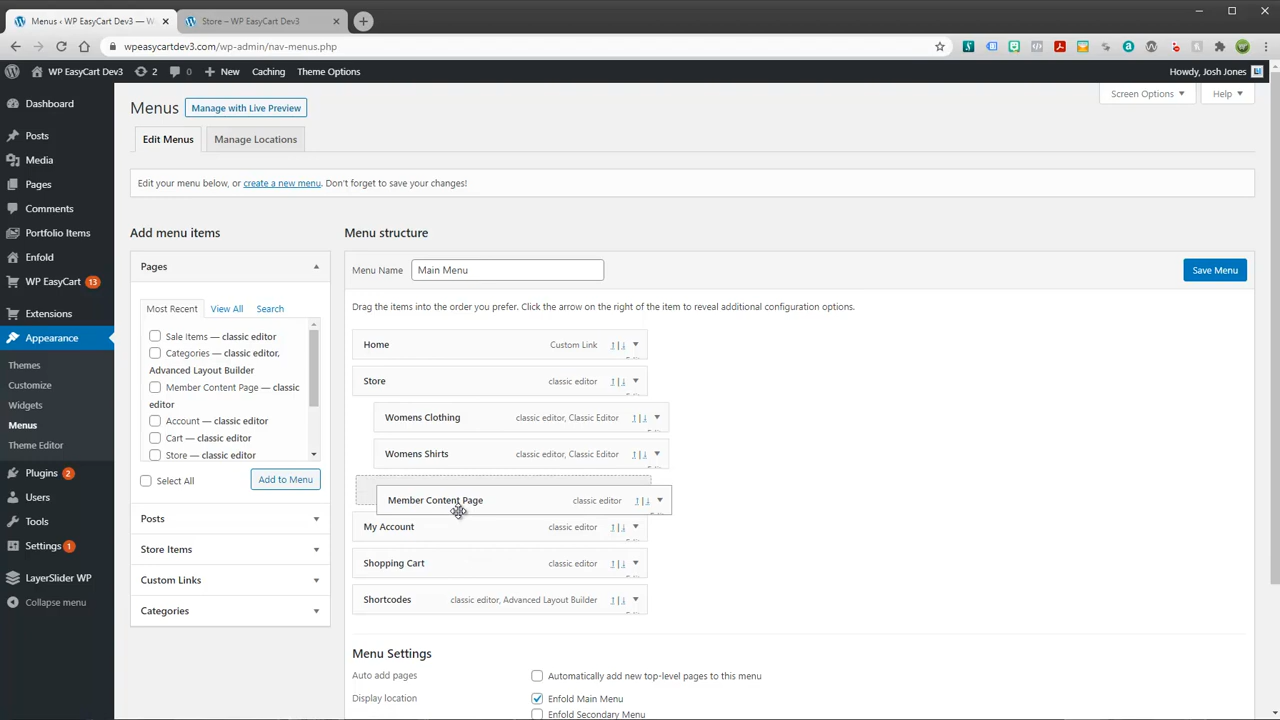 Menus ‹ WP EasyCart Dev3 — W
Store – WP EasyCart Dev3
wpeasycartdev3.com/wp-admin/nav-menus.php
WP EasyCart Dev3
2
0
New
Caching
Theme Options
Howdy, Josh Jones
Dashboard
Posts
Media
Pages
Comments
Portfolio Items
Enfold
WP EasyCart 13
Extensions
Appearance
Themes
Customize
Widgets
Menus
Theme Editor
Plugins 2
Users
Tools
Settings 1
LayerSlider WP
Collapse menu
Menus
Manage with Live Preview
Screen Options
Help
Edit Menus
Manage Locations
Edit your menu below, or create a new menu. Don't forget to save your changes!
Add menu items
Pages
Most Recent
View All
Search
Sale Items — classic editor
Categories — classic editor,
Advanced Layout Builder
Member Content Page — classic
editor
Account — classic editor
Cart — classic editor
Store — classic editor
Select All
Add to Menu
Posts
Store Items
Custom Links
Categories
Menu structure
Menu Name
Main Menu
Save Menu
Drag the items into the order you prefer. Click the arrow on the right of the item to reveal additional configuration options.
Home Custom Link ↑|↓
Store classic editor ↑|↓
Womens Clothing classic editor, Classic Editor ↑|↓
Womens Shirts classic editor, Classic Editor ↑|↓
Member Content Page classic editor ↑|↓
My Account classic editor ↑|↓
Shopping Cart classic editor ↑|↓
Shortcodes classic editor, Advanced Layout Builder ↑|↓
Menu Settings
Auto add pages
Automatically add new top-level pages to this menu
Display location
Enfold Main Menu
Enfold Secondary Menu